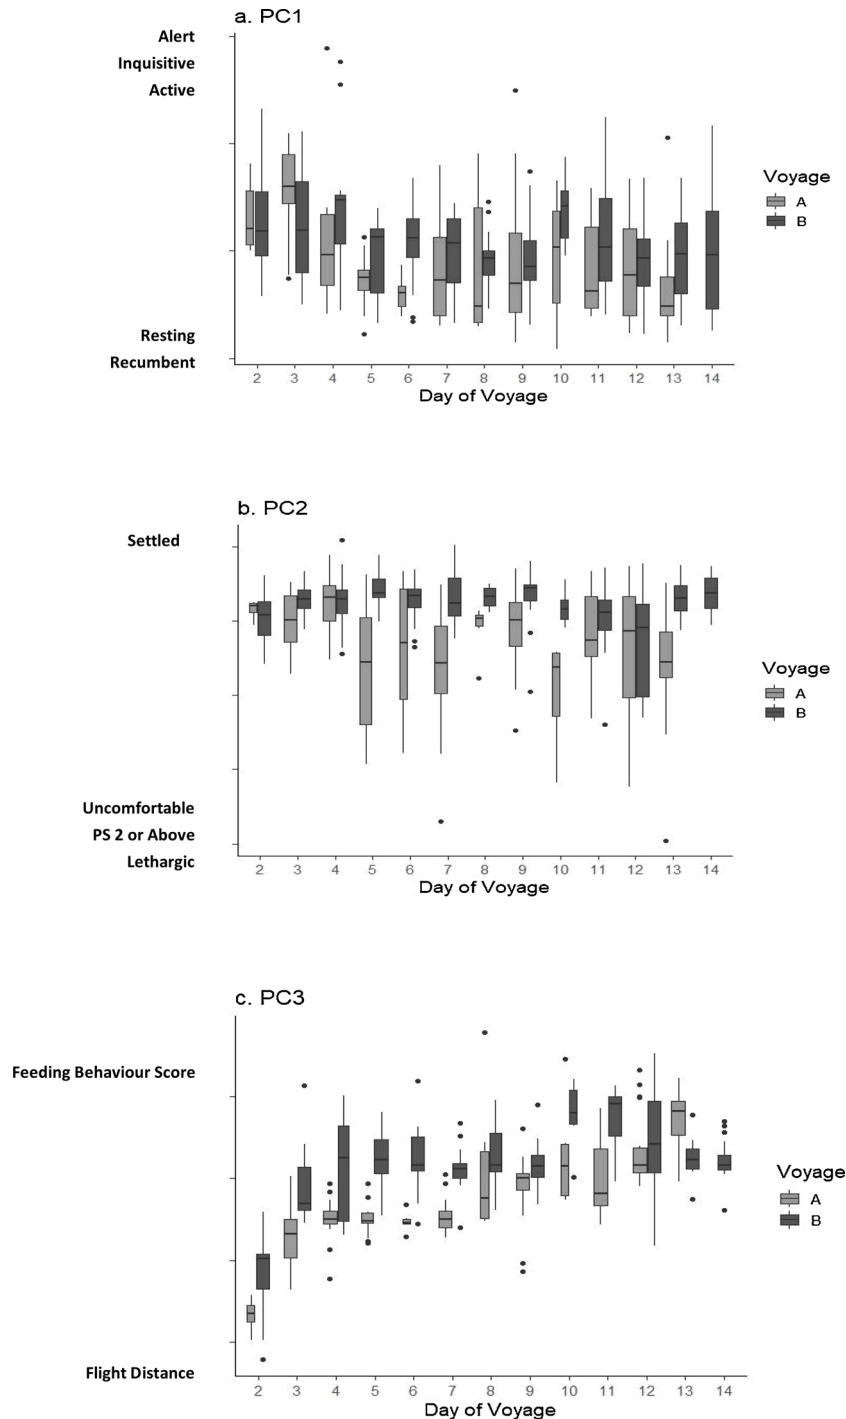 a. PC1
Alert
Inquisitive
Active
Resting
Recumbent
Voyage
A
B
2 3 4 5 6 7 8 9 10 11 12 13 14
Day of Voyage
b. PC2
Settled
Uncomfortable
PS 2 or Above
Lethargic
Voyage
A
B
2 3 4 5 6 7 8 9 10 11 12 13 14
Day of Voyage
c. PC3
Feeding Behaviour Score
Flight Distance
Voyage
A
B
2 3 4 5 6 7 8 9 10 11 12 13 14
Day of Voyage